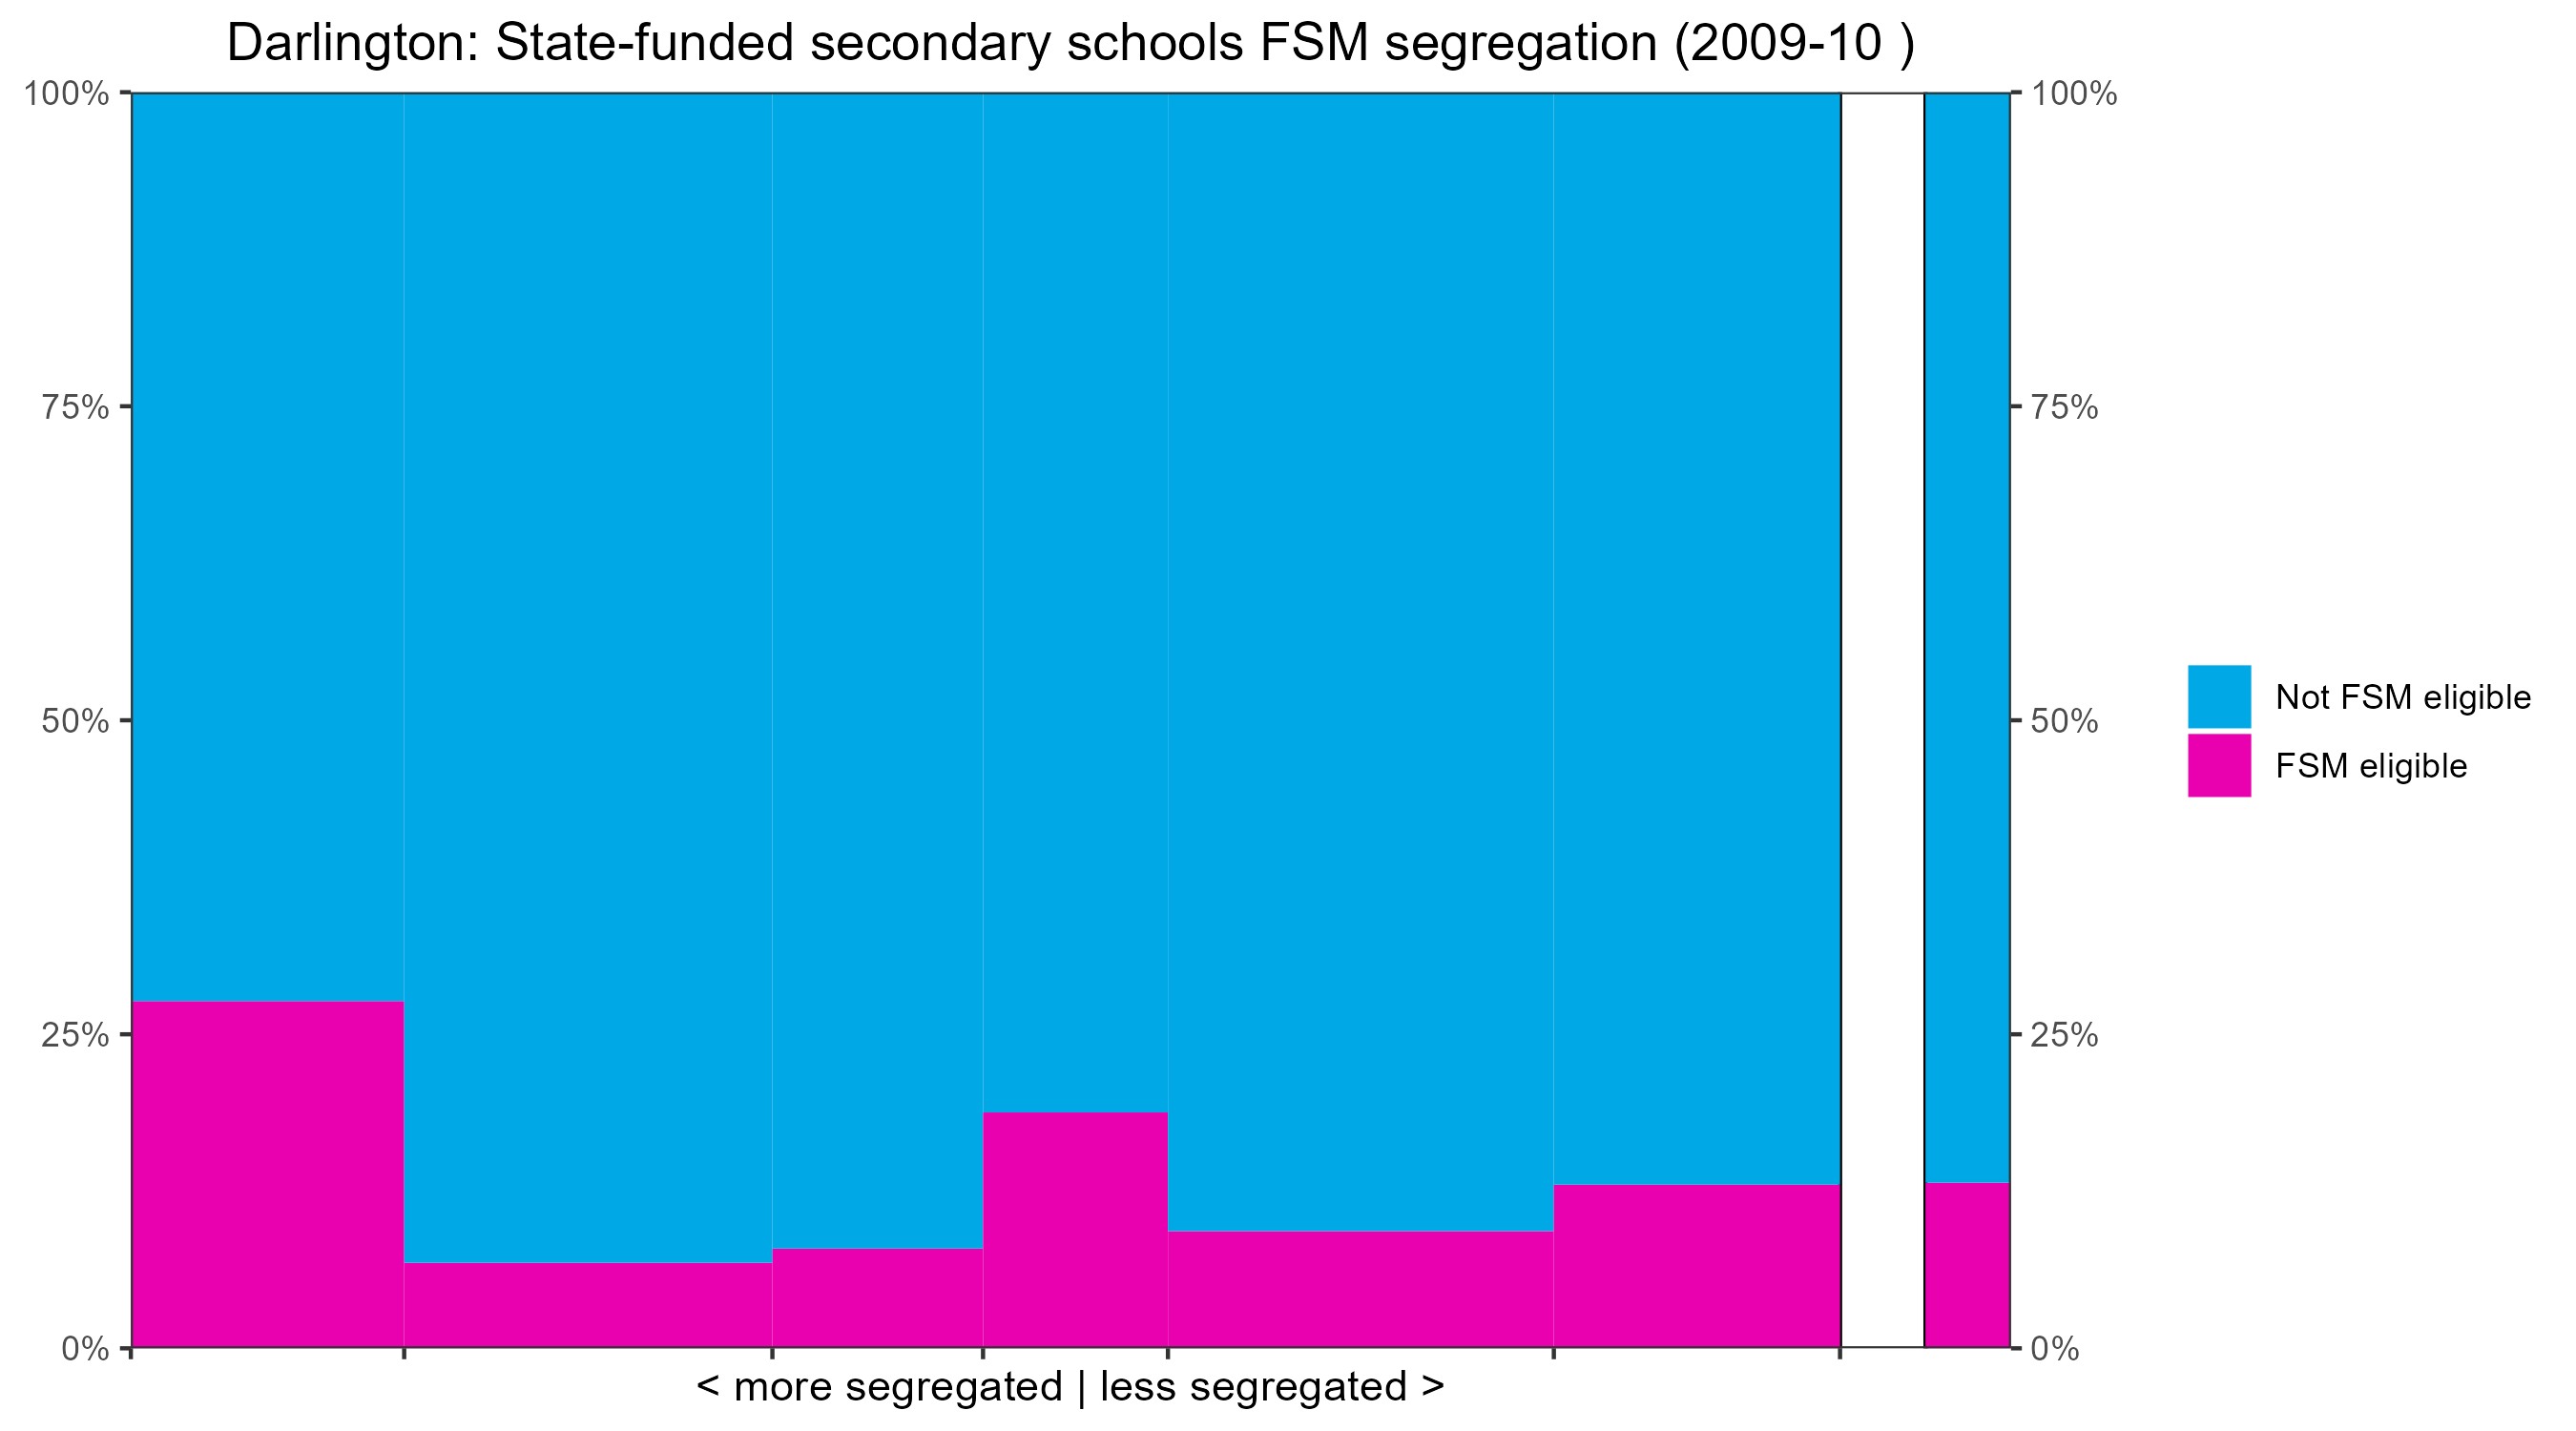 Darlington: State-funded secondary schools FSM segregation (2009-10 )
100%
75%
50%
25%
0%
100%
75%
50%
25%
0%
Not FSM eligible
FSM eligible
< more segregated | less segregated >